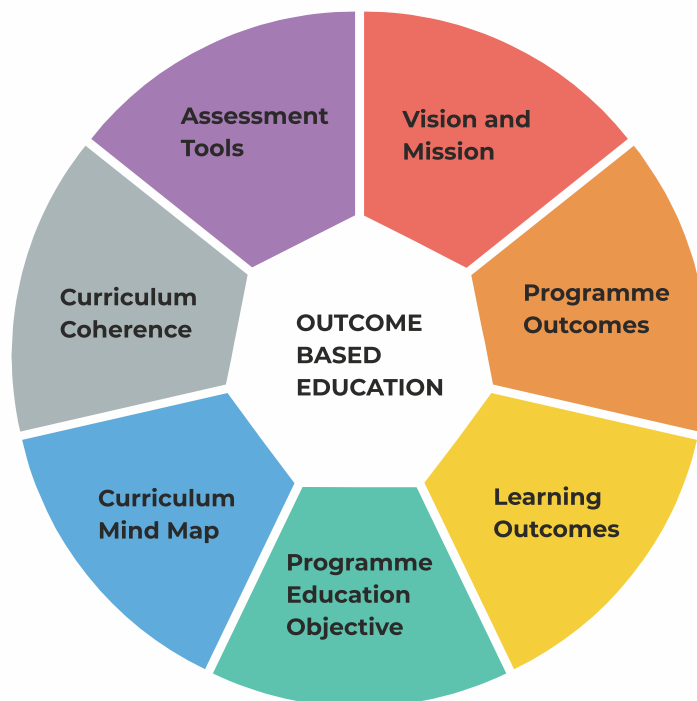 Assessment
Tools
Vision and
Mission
Curriculum
Coherence
OUTCOME
BASED
EDUCATION
Programme
Outcomes
Curriculum
Mind Map
Programme
Education
Objective
Learning
Outcomes